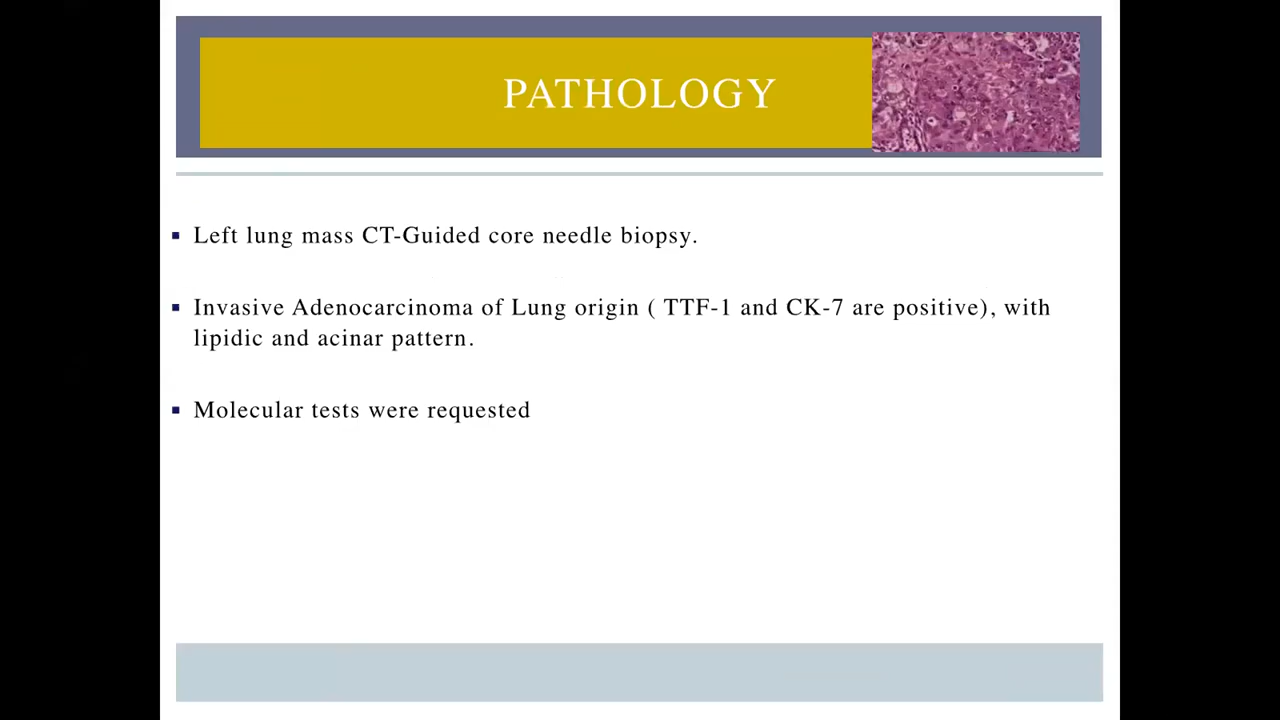 PATHOLOGY
▪ Left lung mass CT-Guided core needle biopsy.
▪ Invasive Adenocarcinoma of Lung origin ( TTF-1 and CK-7 are positive), with
lipidic and acinar pattern.
▪ Molecular tests were requested